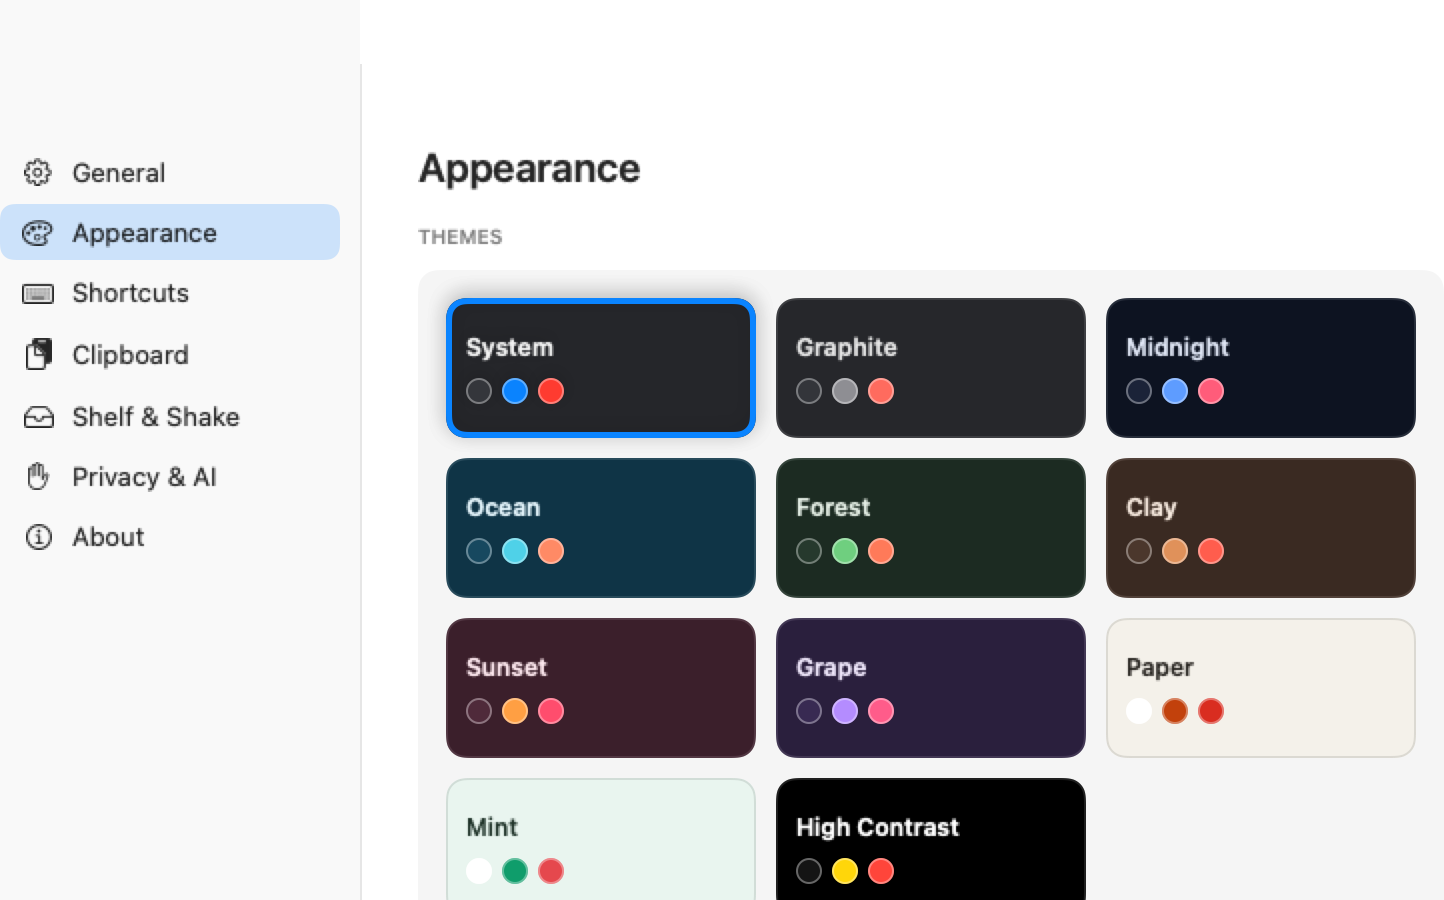 General
Appearance
Shortcuts
Clipboard
Shelf & Shake
Privacy & AI
About
Appearance
THEMES
System
Graphite
Midnight
Ocean
Forest
Clay
Sunset
Grape
Paper
Mint
High Contrast